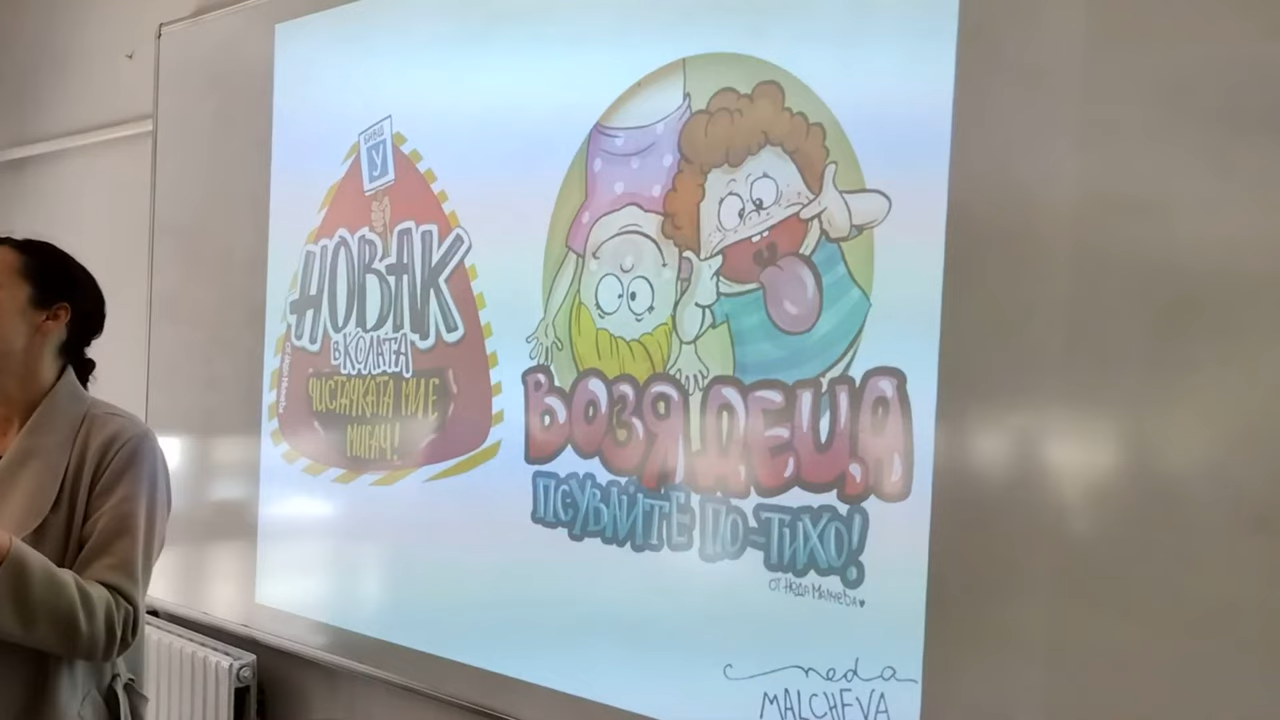 БИВШ
У
НОВАК
в КОЛАТА
ЧИСТАЧКАТА МИ Е
МИГАЧ!
от Неда Малчева
ВОЗЯ ДЕЦА
ПСУВАЙТЕ ПО-ТИХО!
от Неда Малчева
neda
MALCHEVA